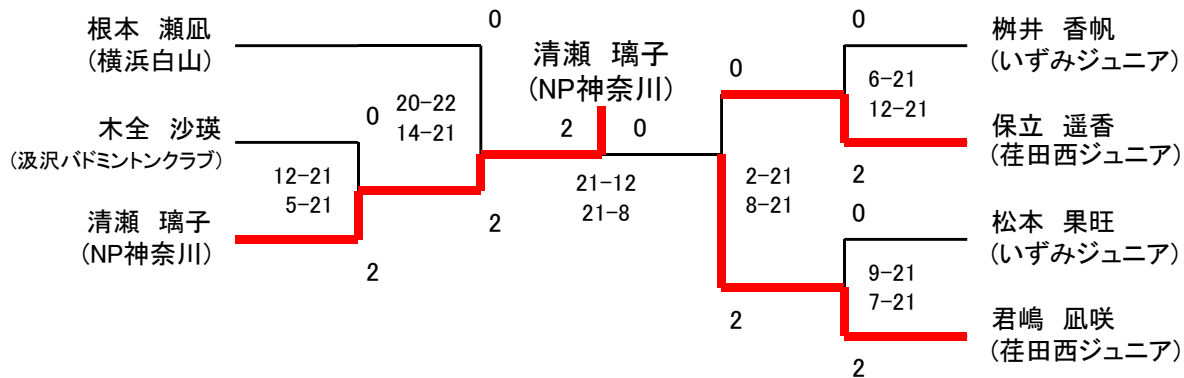 根本　瀬凪
(横浜白山)
0
木全　沙瑛
(汲沢バドミントンクラブ)
0
20-22
14-21
清瀬　璃子
(NP神奈川)
12-21
5-21
2
2
清瀬　璃子
(NP神奈川)
2
0
21-12
21-8
0
2-21
8-21
2
0
桝井　香帆
(いずみジュニア)
6-21
12-21
保立　遥香
(荏田西ジュニア)
2
0
松本　果旺
(いずみジュニア)
9-21
7-21
君嶋　凪咲
(荏田西ジュニア)
2